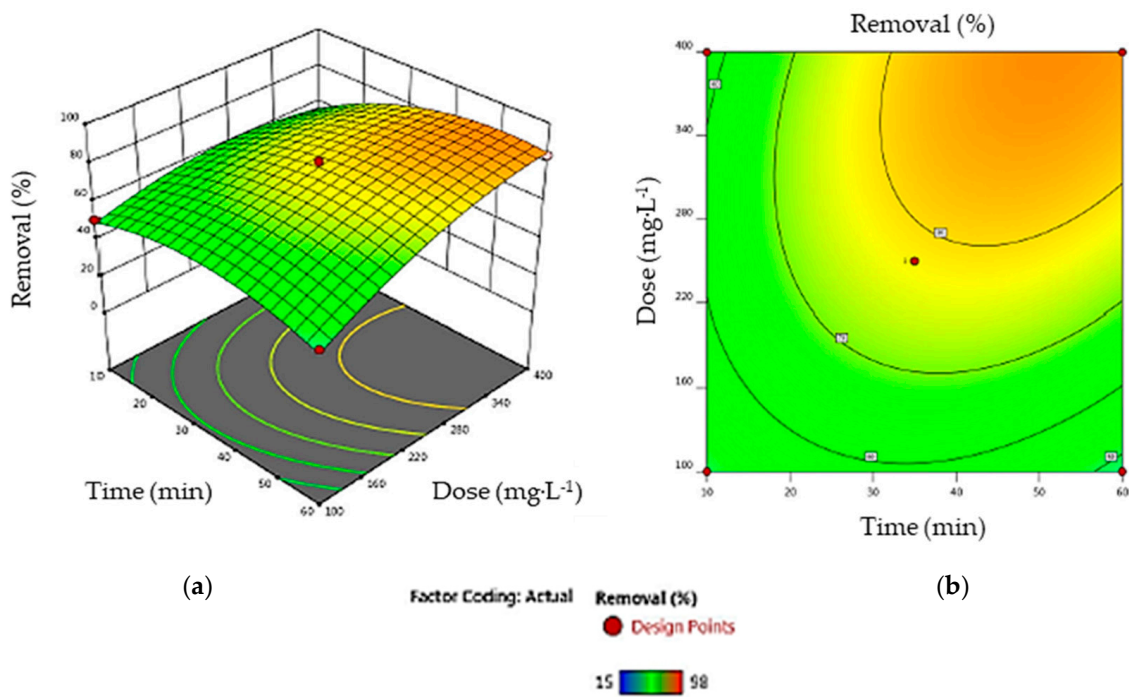 Removal (%)
100
80
60
40
20
0
Removal (%)
10
20
30
40
50
60
Time (min)
100
160
220
280
340
400
Dose (mg·L⁻¹)
Removal (%)
400
340
280
220
160
100
Dose (mg·L⁻¹)
10
20
30
40
50
60
Time (min)
(a)
(b)
Factor Coding: Actual
Removal (%)
Design Points
15
98